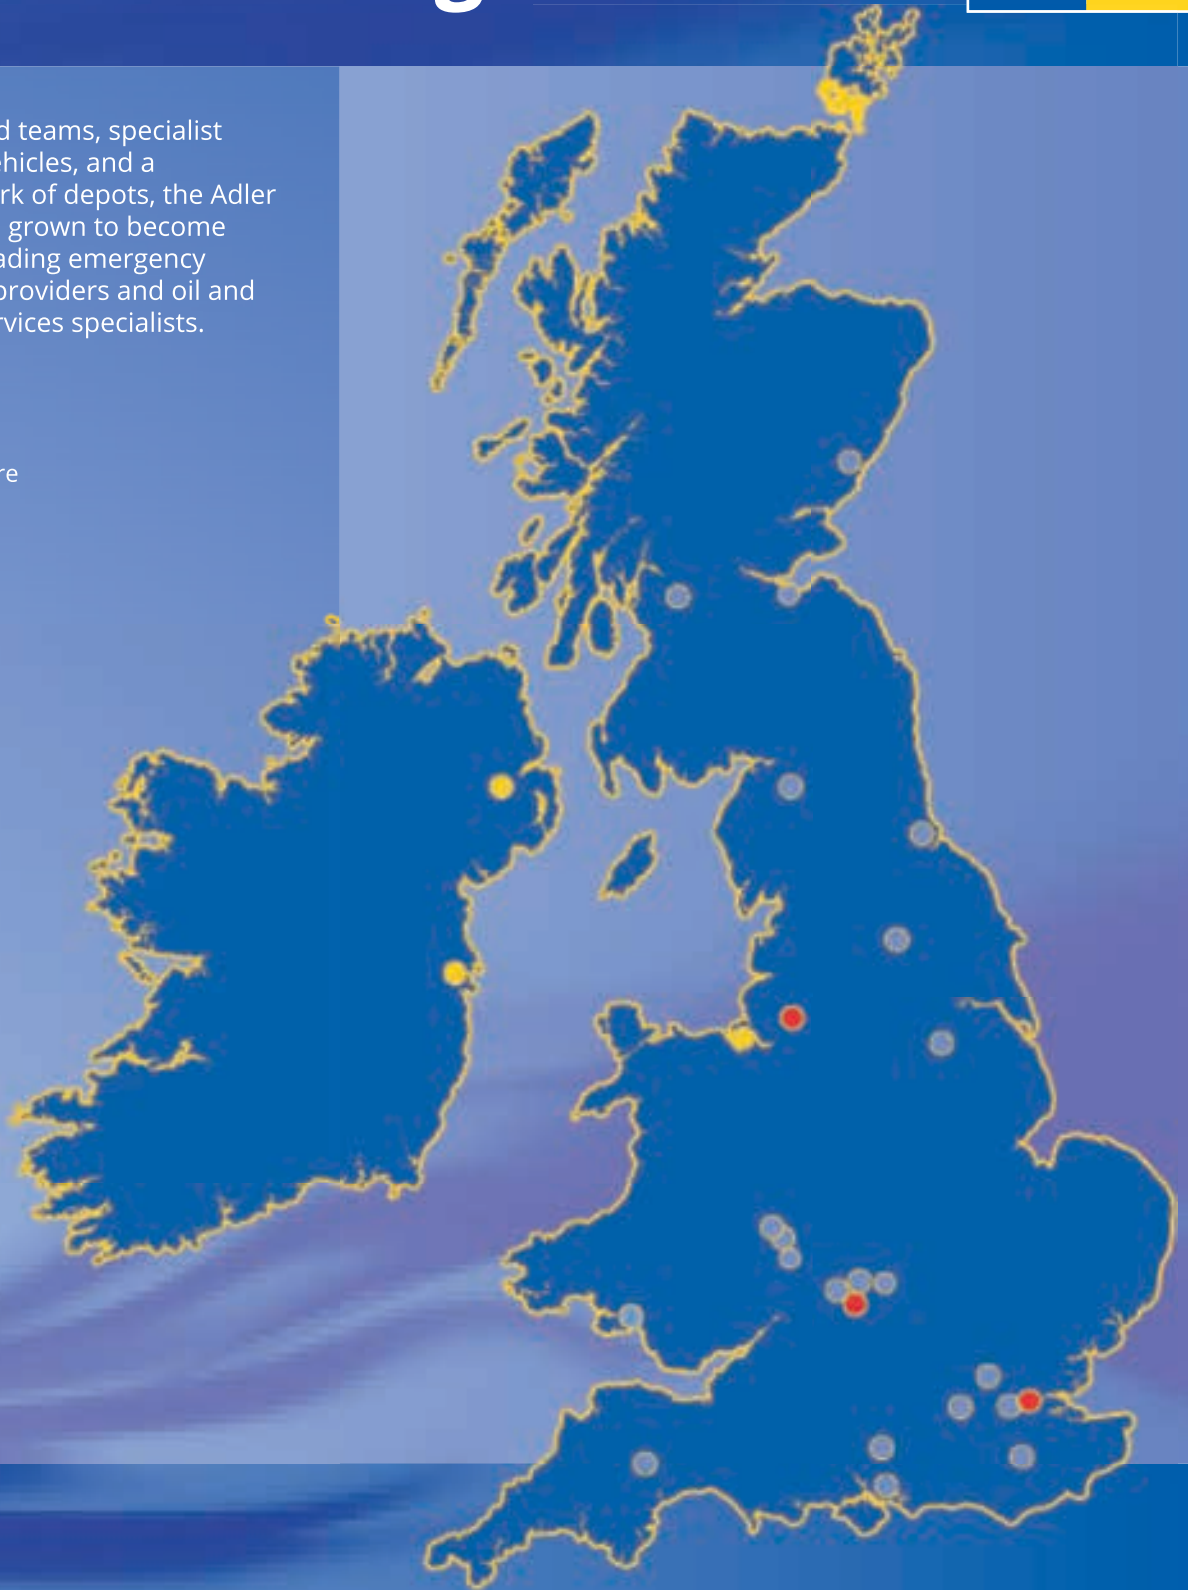 d teams, specialist
ehicles, and a
rk of depots, the Adler
grown to become
ading emergency
providers and oil and
rvices specialists.
re